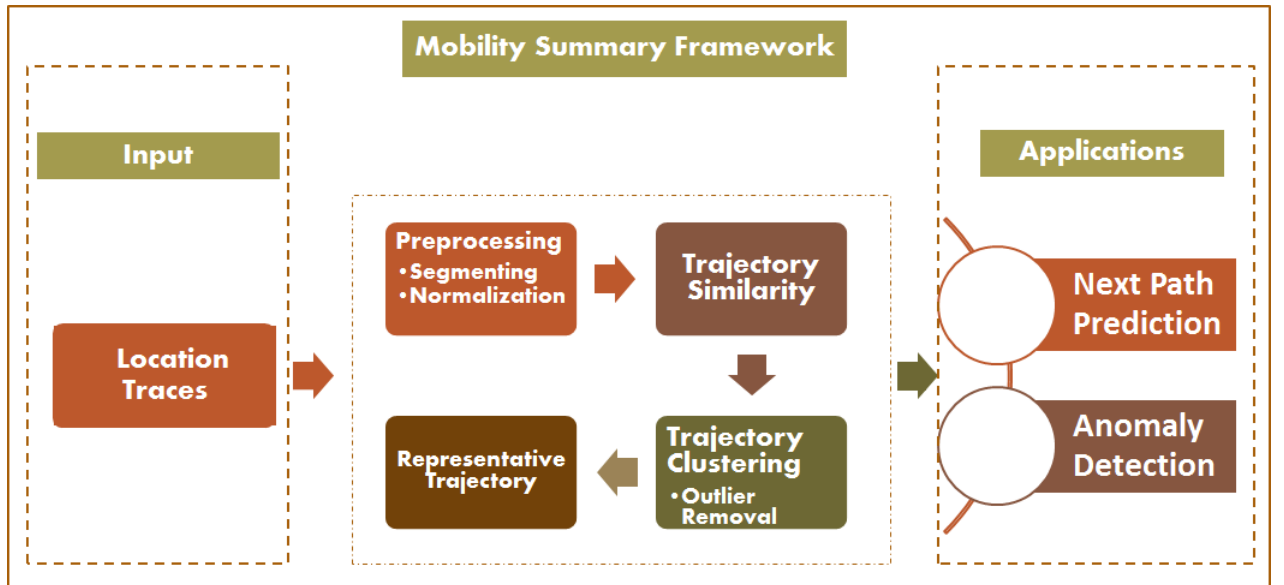 Mobility Summary Framework
Input
Location
Traces
Preprocessing
•Segmenting
•Normalization
Trajectory
Similarity
Trajectory
Clustering
•Outlier
Removal
Representative
Trajectory
Applications
Next Path
Prediction
Anomaly
Detection